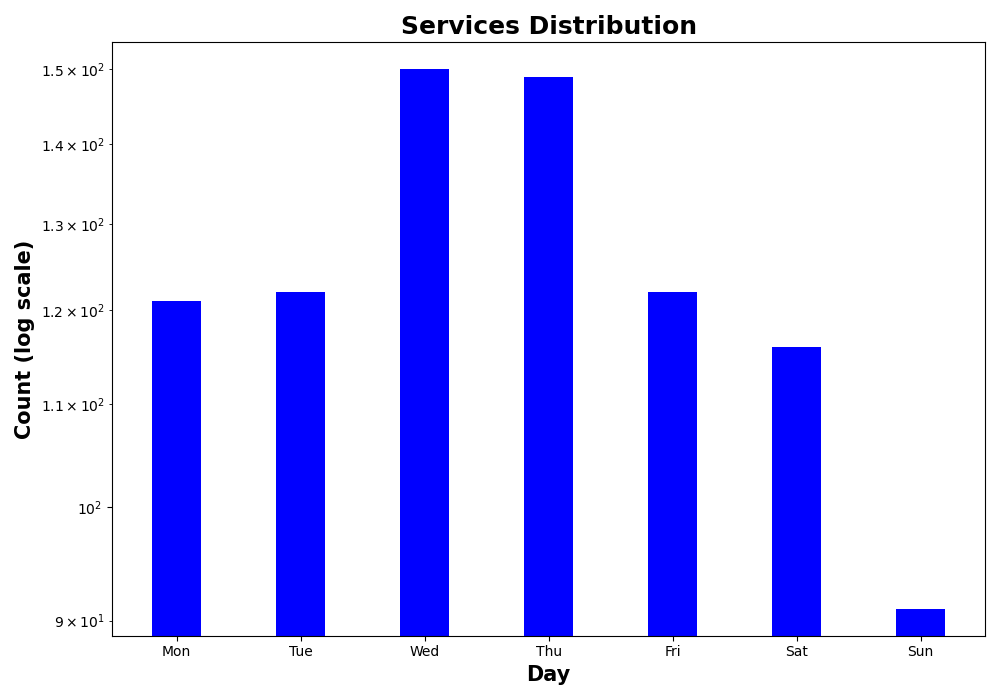 Services Distribution
Count (log scale)
1.5 × 10²
1.4 × 10²
1.3 × 10²
1.2 × 10²
1.1 × 10²
10²
9 × 10¹
Mon Tue Wed Thu Fri Sat Sun
Day